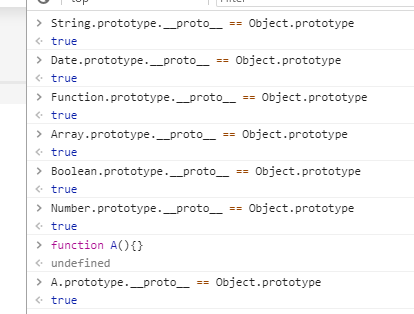 top
Filter
> String.prototype.__proto__ == Object.prototype
<· true
> Date.prototype.__proto__ == Object.prototype
<· true
> Function.prototype.__proto__ == Object.prototype
<· true
> Array.prototype.__proto__ == Object.prototype
<· true
> Boolean.prototype.__proto__ == Object.prototype
<· true
> Number.prototype.__proto__ == Object.prototype
<· true
> function A(){}
<· undefined
> A.prototype.__proto__ == Object.prototype
<· true